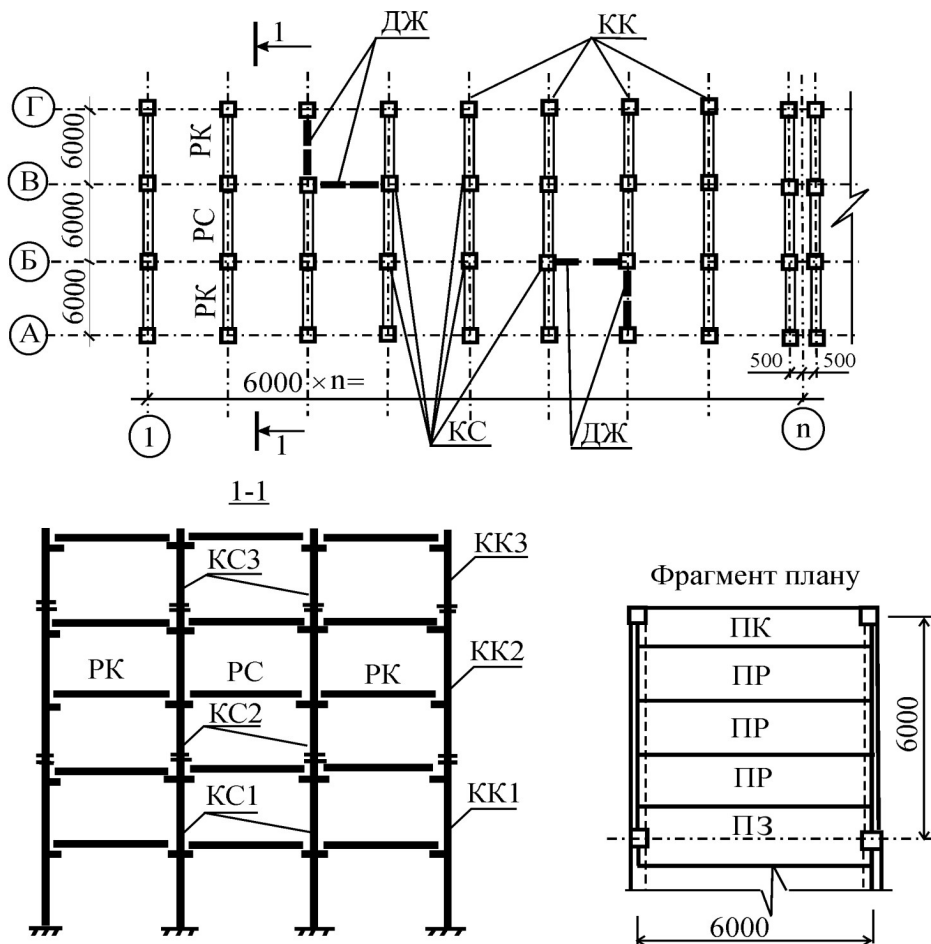 1
ДЖ
КК
Г
6000
РК
В
6000
РС
Б
6000
РК
А
500
500
6000 × n=
1
1
КС
ДЖ
n
1-1
КС3
КК3
РК
РС
РК
КК2
КС2
КС1
КК1
Фрагмент плану
ПК
ПР
ПР
ПР
ПЗ
6000
6000